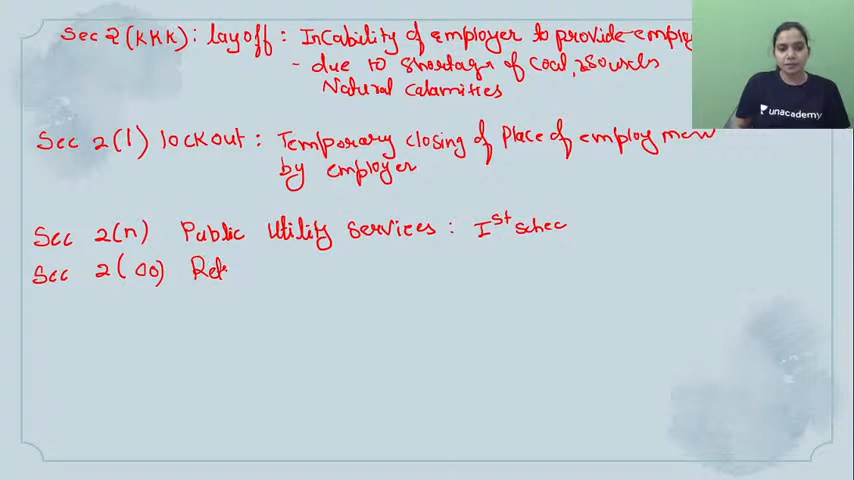 Sec 2(KKK): layoff : Incability of employer to provide employ
- due to shortage of coal,
Natural calamities
unacademy
Sec 2(l) lockout : Temporary closing of place of employment
by employer
Sec 2(n) Public Utility Services : Ist Schec
Sec 2(oo) Ret